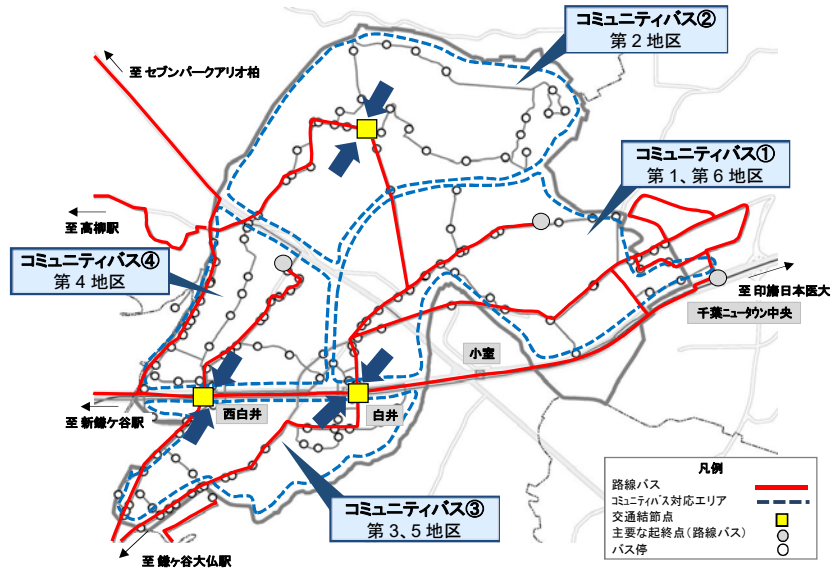 コミュニティバス②
第2地区
至 セブンパークアリオ柏
コミュニティバス①
第1、第6地区
至 高柳駅
コミュニティバス④
第4地区
至 印旛日本医大
千葉ニュータウン中央
小室
西白井
白井
至 新鎌ケ谷駅
コミュニティバス③
第3、5地区
至 鎌ヶ谷大仏駅
凡例
路線バス
コミュニティバス対応エリア
交通結節点
主要な起終点(路線バス)
バス停